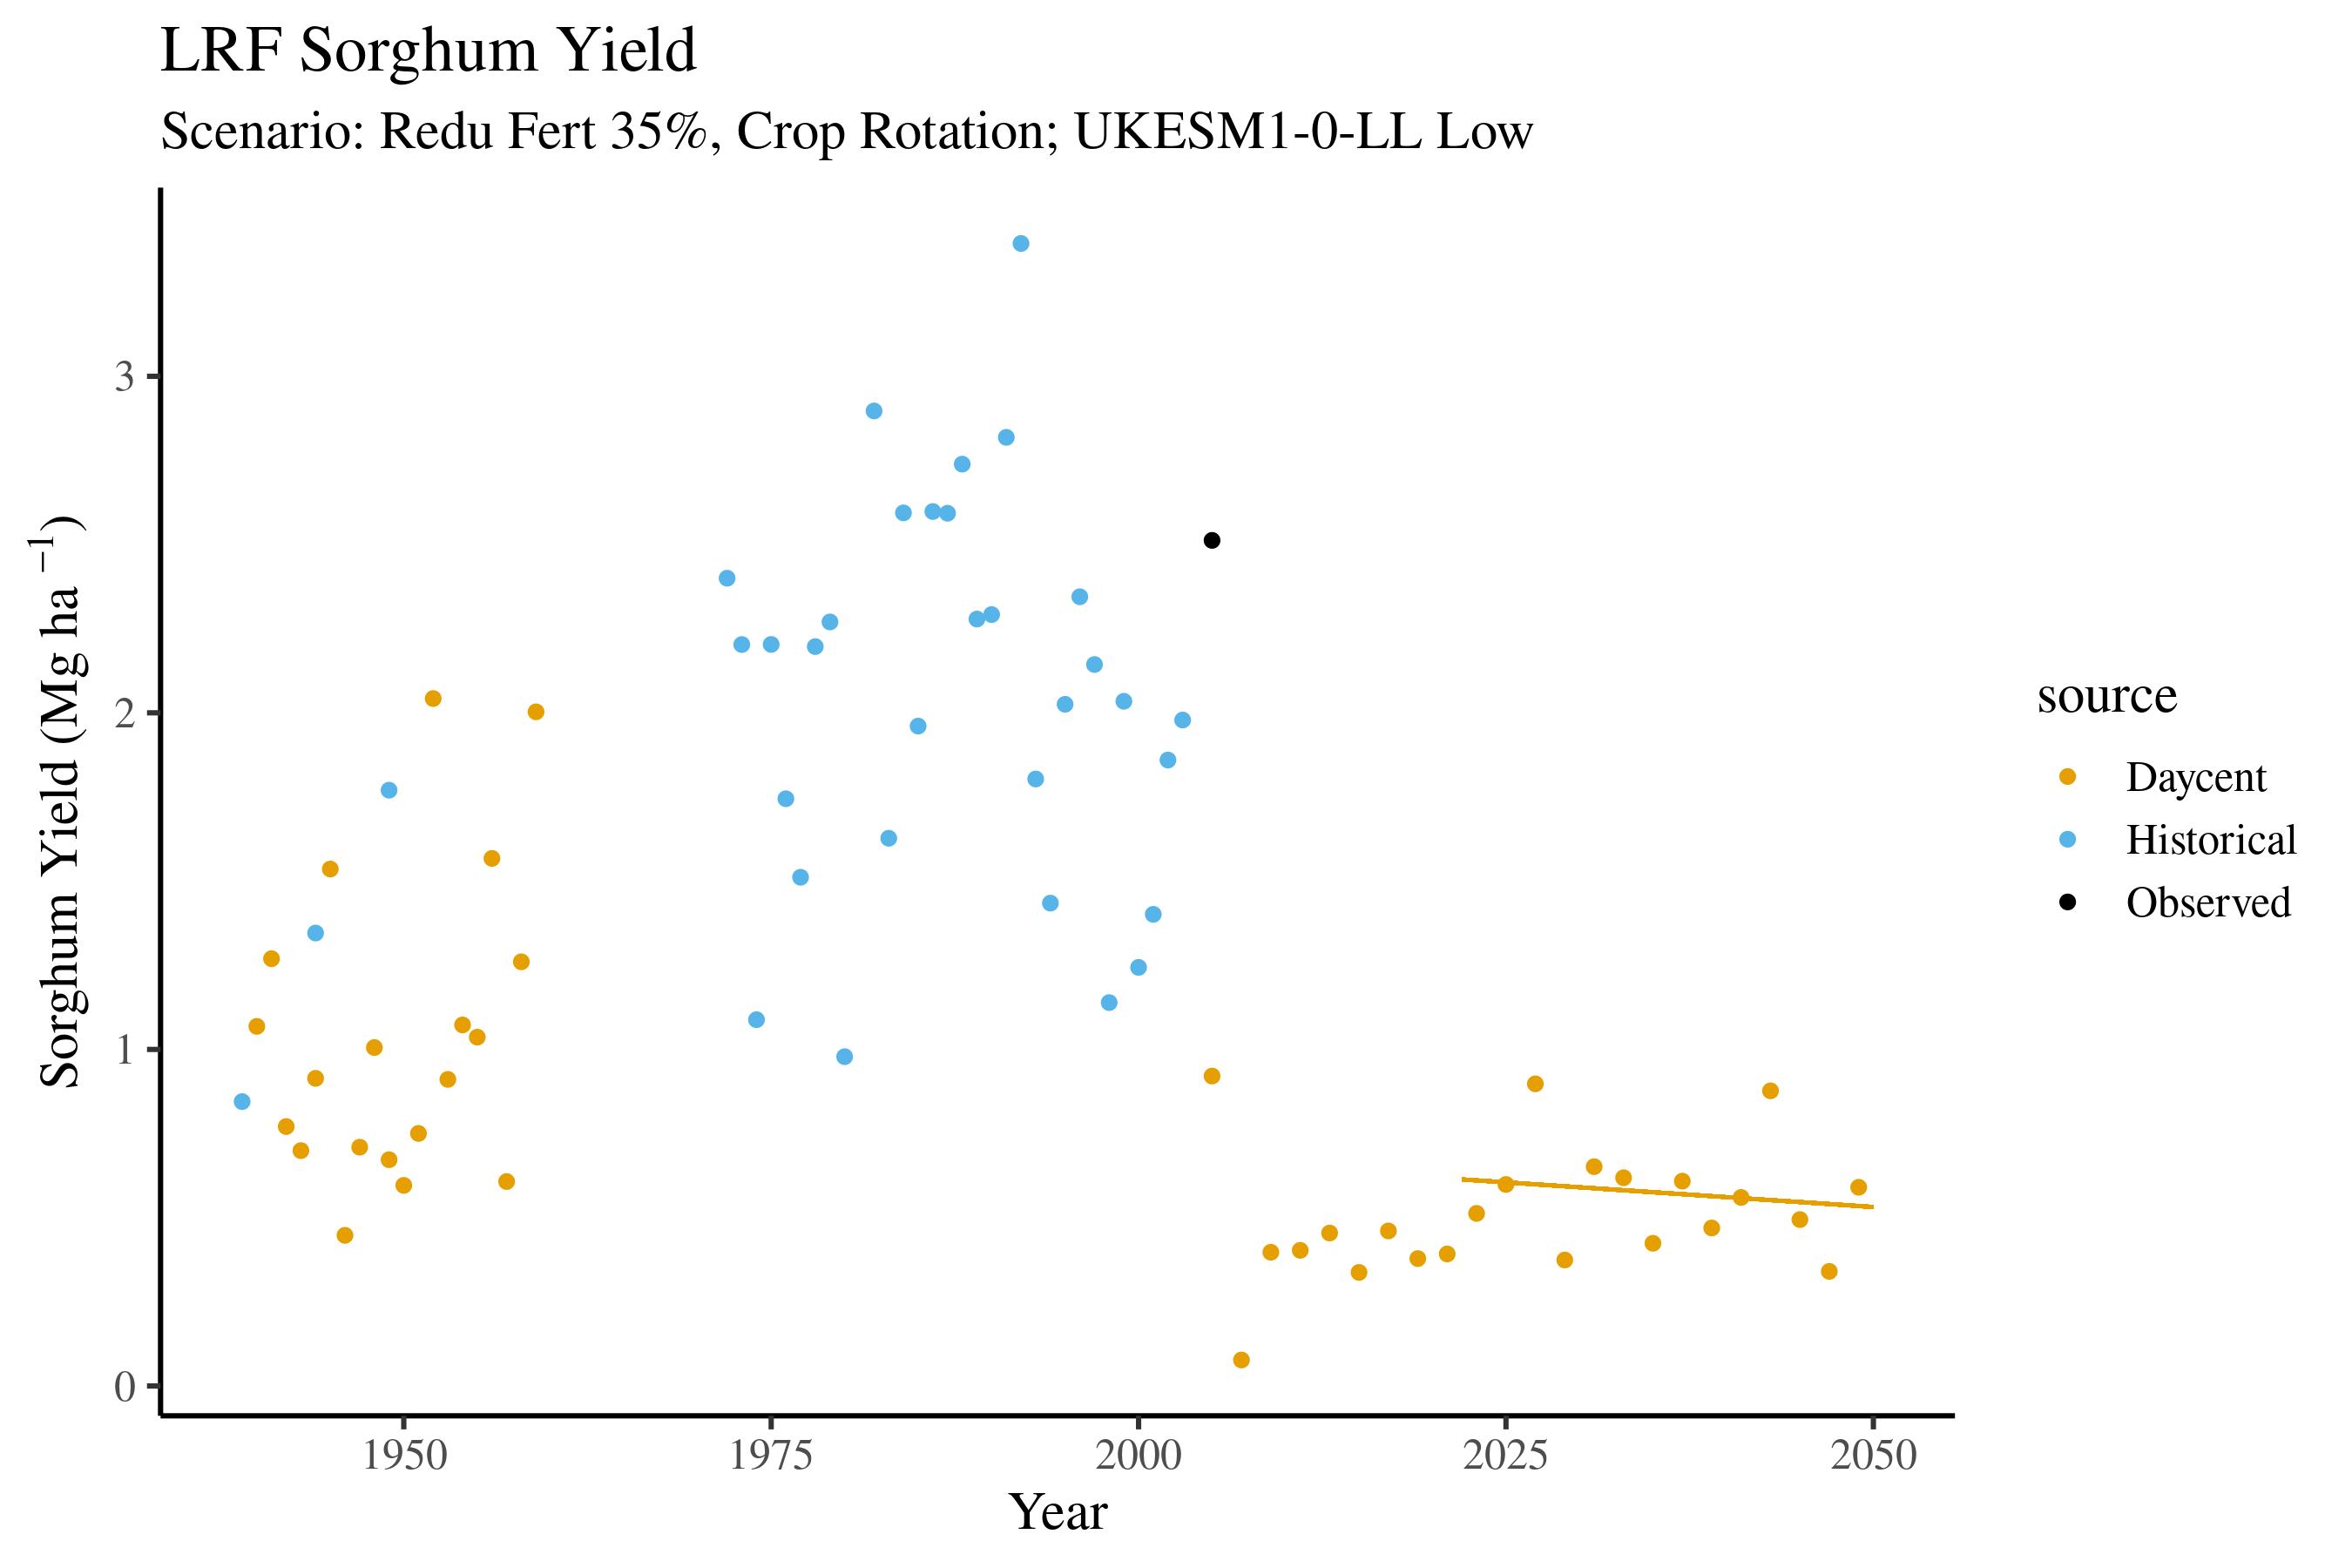 LRF Sorghum Yield
Scenario: Redu Fert 35%, Crop Rotation; UKESM1-0-LL Low
Sorghum Yield (Mg ha −1)
3
2
1
0
1950
1975
2000
2025
2050
Year
source
Daycent
Historical
Observed